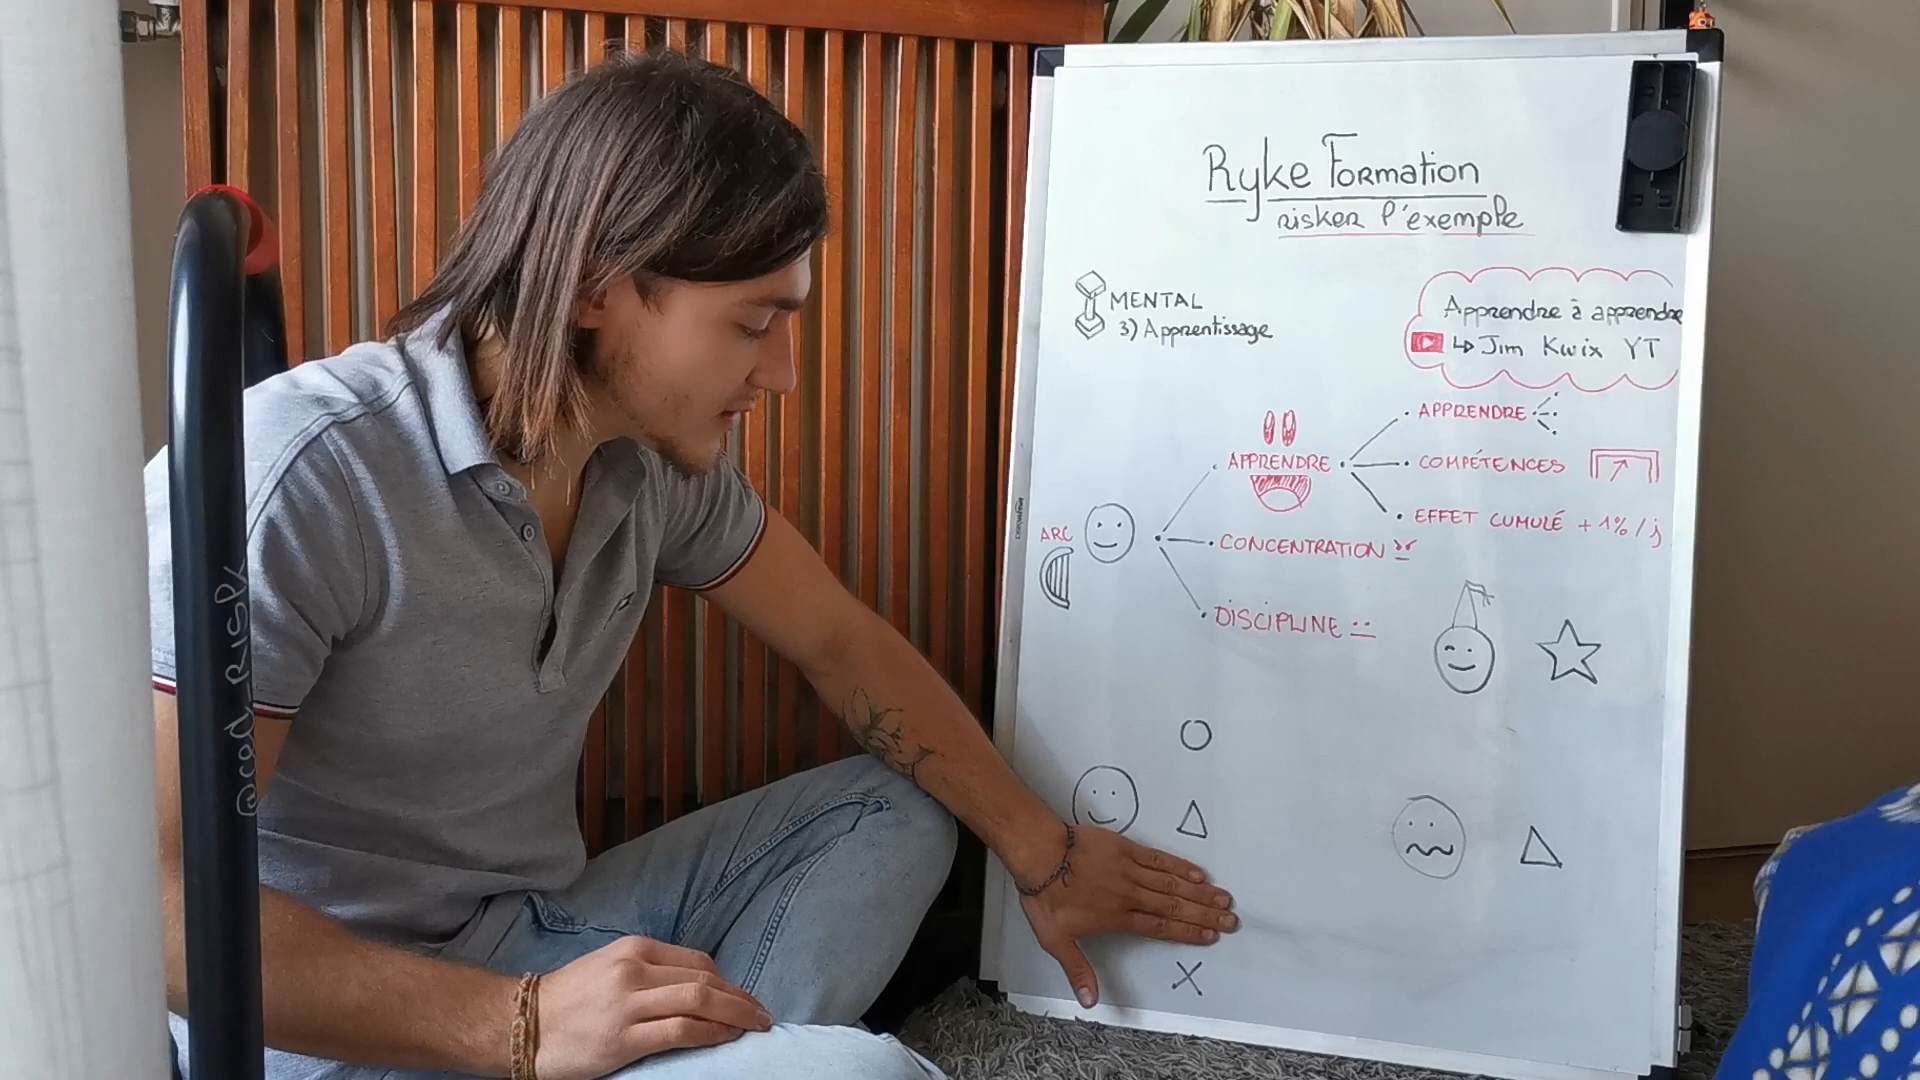 Ryke Formation
risker l'exemple
MENTAL
3) Apprentissage
Apprendre à apprendre
↳ Jim Kwix YT
APPRENDRE
APPRENDRE
COMPÉTENCES
EFFET CUMULÉ + 1% / j
ARC
CONCENTRATION
DISCIPLINE